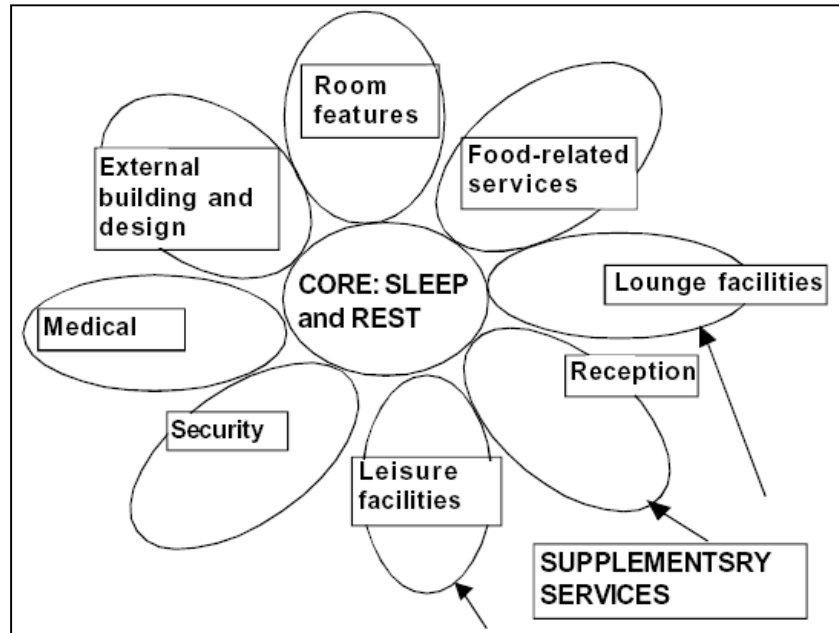 Room
features
Food-related
services
External
building and
design
CORE: SLEEP
and REST
Lounge facilities
Medical
Reception
Security
Leisure
facilities
SUPPLEMENTSRY
SERVICES